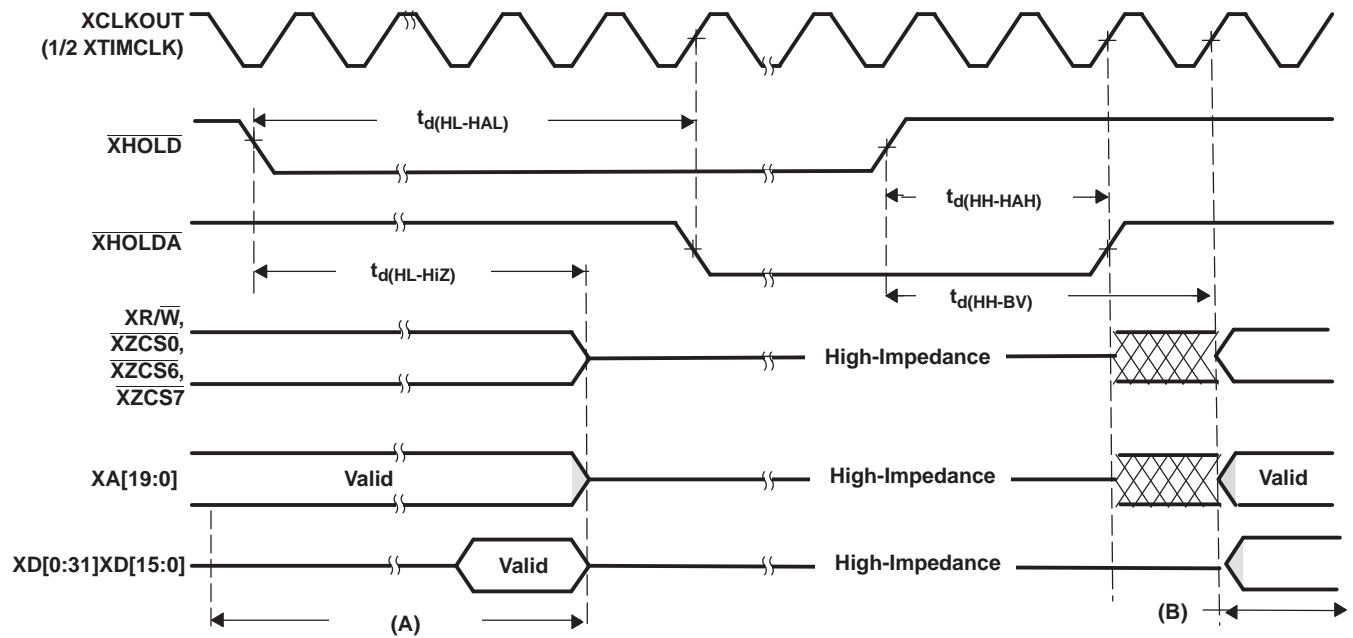 XCLKOUT
(1/2 XTIMCLK)
td(HL-HAL)
XHOLD
td(HH-HAH)
XHOLDA
td(HL-HiZ)
td(HH-BV)
XR/W,
XZCS0,
XZCS6,
XZCS7
High-Impedance
XA[19:0]
Valid
High-Impedance
Valid
XD[0:31]XD[15:0]
Valid
High-Impedance
(A)
(B)